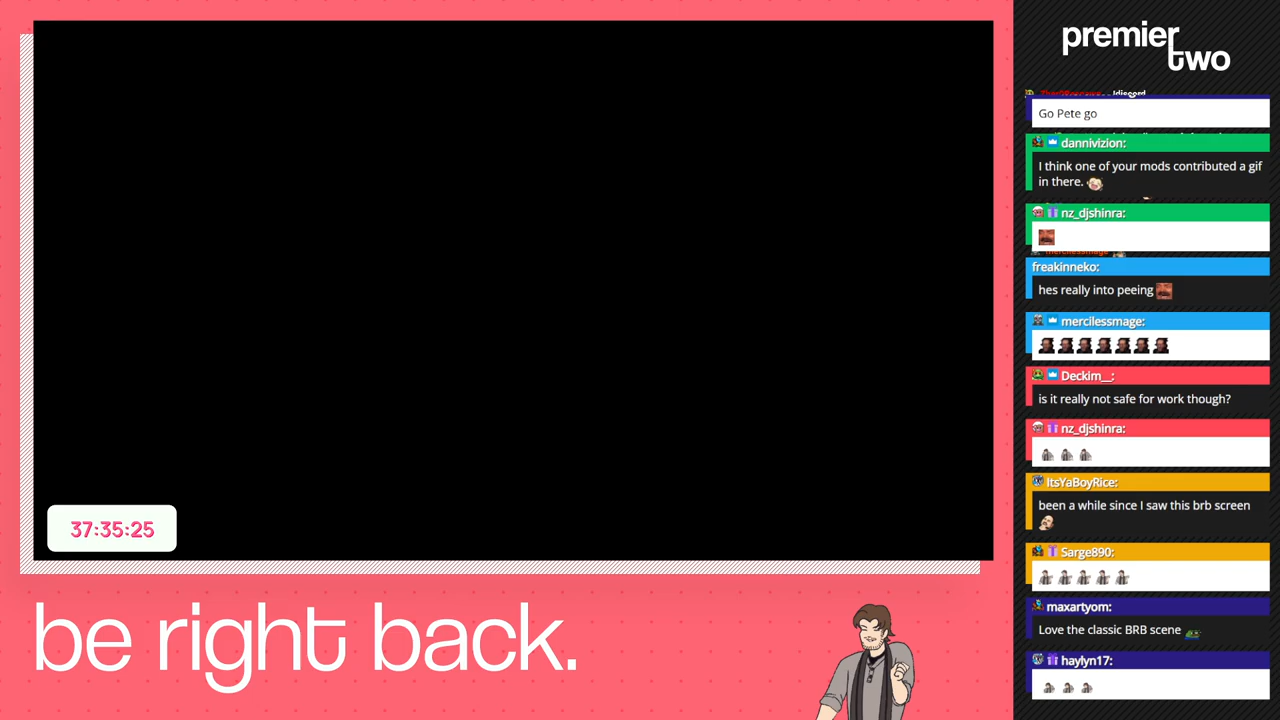 premier
two
!discord
Go Pete go
dannivizion:
I think one of your mods contributed a gif
in there.
nz_djshinra:
mercilessmage
freakinneko:
hes really into peeing
mercilessmage:
Deckim__:
is it really not safe for work though?
nz_djshinra:
ItsYaBoyRice:
been a while since I saw this brb screen
Sarge890:
maxartyom:
Love the classic BRB scene
haylyn17:
37:35:25
be right back.